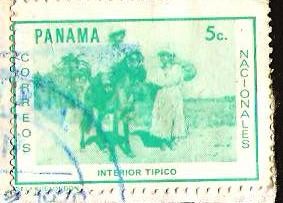 PANAMA 5c.
CORREOS
NACIONALES
INTERIOR TIPICO